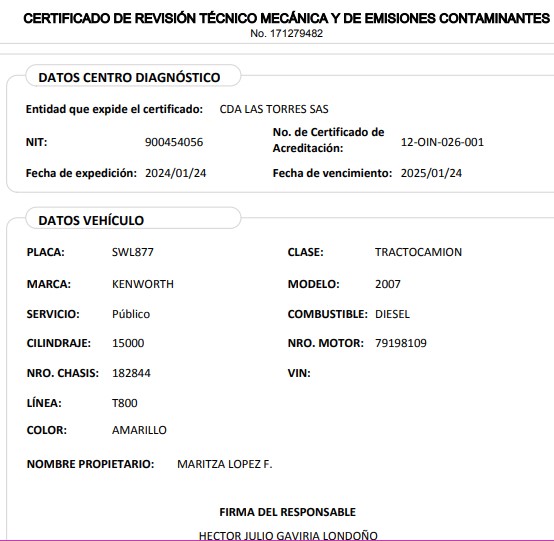 CERTIFICADO DE REVISIÓN TÉCNICO MECÁNICA Y DE EMISIONES CONTAMINANTES
No. 171279482
DATOS CENTRO DIAGNÓSTICO
Entidad que expide el certificado: CDA LAS TORRES SAS
NIT: 900454056 No. de Certificado de Acreditación: 12-OIN-026-001
Fecha de expedición: 2024/01/24 Fecha de vencimiento: 2025/01/24
DATOS VEHÍCULO
PLACA: SWL877 CLASE: TRACTOCAMION
MARCA: KENWORTH MODELO: 2007
SERVICIO: Público COMBUSTIBLE: DIESEL
CILINDRAJE: 15000 NRO. MOTOR: 79198109
NRO. CHASIS: 182844 VIN:
LÍNEA: T800
COLOR: AMARILLO
NOMBRE PROPIETARIO: MARITZA LOPEZ F.
FIRMA DEL RESPONSABLE
HECTOR JULIO GAVIRIA LONDOÑO